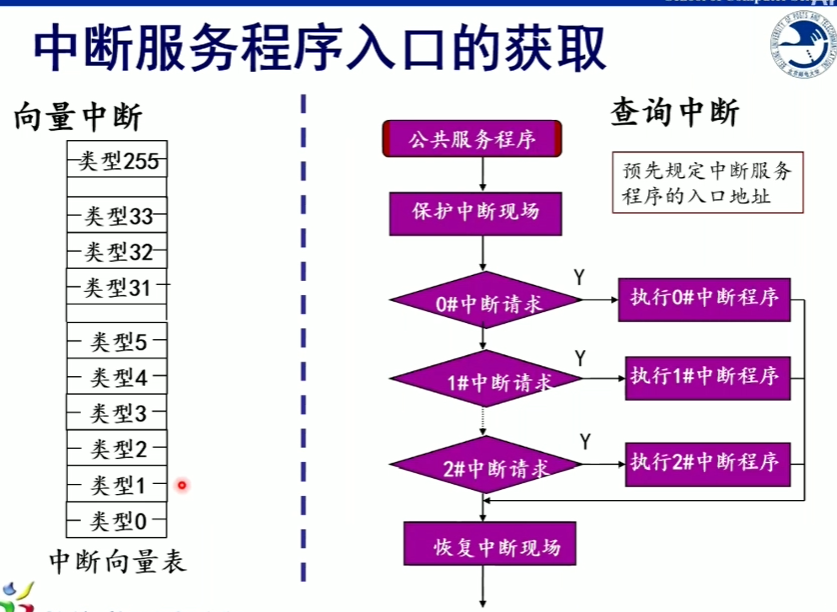 中断服务程序入口的获取
向量中断
类型255
类型33
类型32
类型31
类型5
类型4
类型3
类型2
类型1
类型0
中断向量表
查询中断
预先规定中断服务
程序的入口地址
公共服务程序
保护中断现场
0#中断请求
Y
执行0#中断程序
1#中断请求
Y
执行1#中断程序
2#中断请求
Y
执行2#中断程序
恢复中断现场